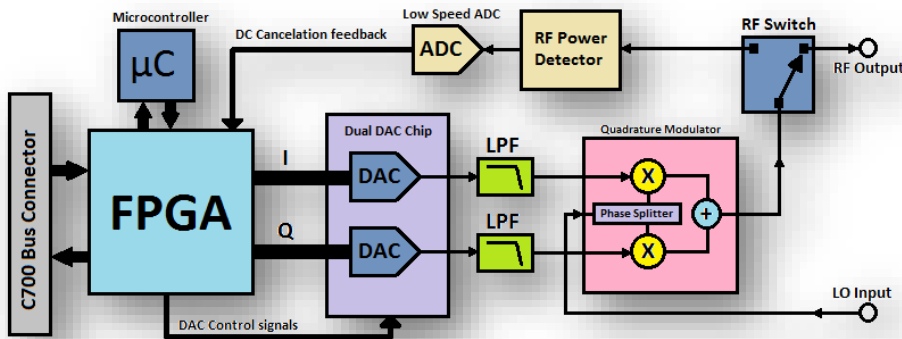 Microcontroller
µC
DC Cancelation feedback
Low Speed ADC
ADC
RF Power
Detector
RF Switch
RF Output
C700 Bus Connector
FPGA
I
Q
Dual DAC Chip
DAC
DAC
LPF
LPF
Quadrature Modulator
X
Phase Splitter
+
X
LO Input
DAC Control signals